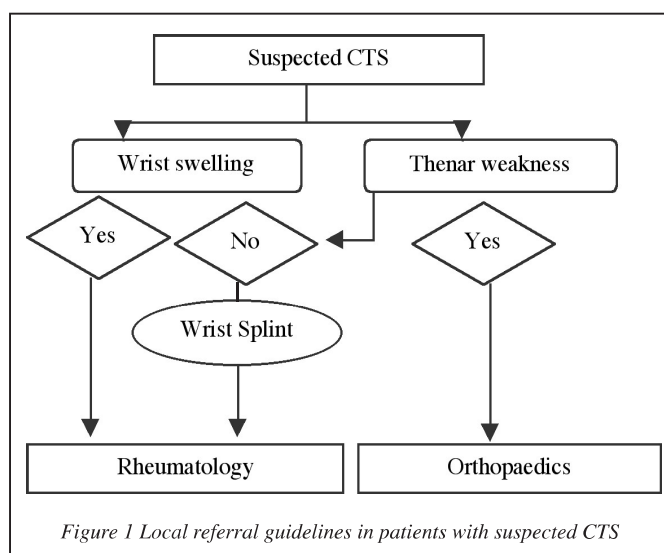 Suspected CTS
Wrist swelling
Thenar weakness
Yes
No
Yes
Wrist Splint
Rheumatology
Orthopaedics
Figure 1 Local referral guidelines in patients with suspected CTS